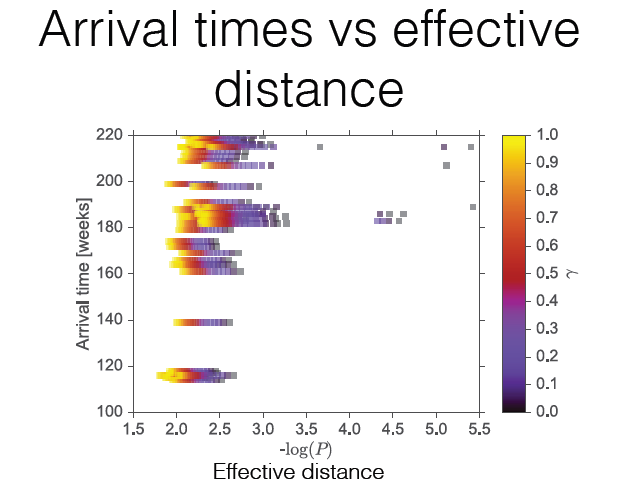 Arrival times vs effective
distance
220
200
180
160
140
120
100
Arrival time [weeks]
1.5 2.0 2.5 3.0 3.5 4.0 4.5 5.0 5.5
-log(P)
Effective distance
1.0
0.9
0.8
0.7
0.6
0.5
0.4
0.3
0.2
0.1
0.0
γ